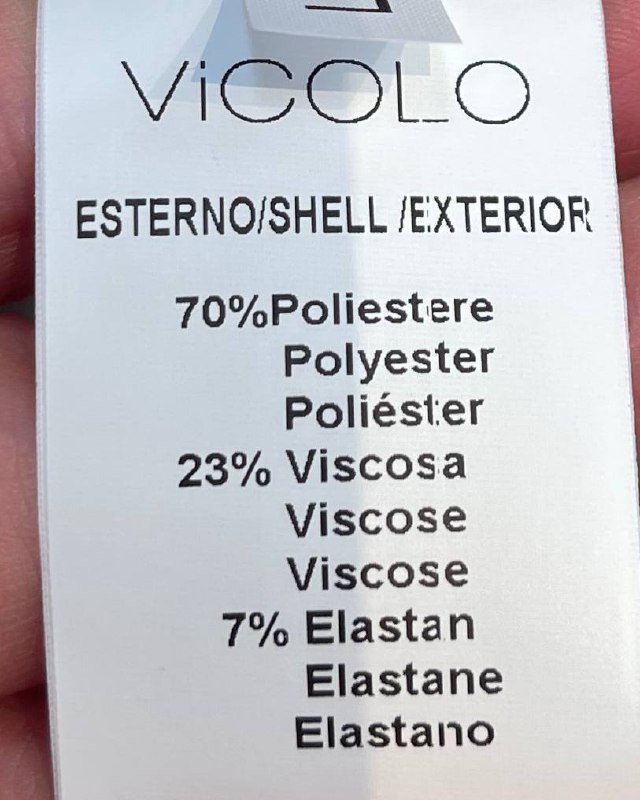 ViCOLO
ESTERNO/SHELL /EXTERIOR
70%Poliestere
Polyester
Poliéster
23% Viscosa
Viscose
Viscose
7% Elastan
Elastane
Elastano